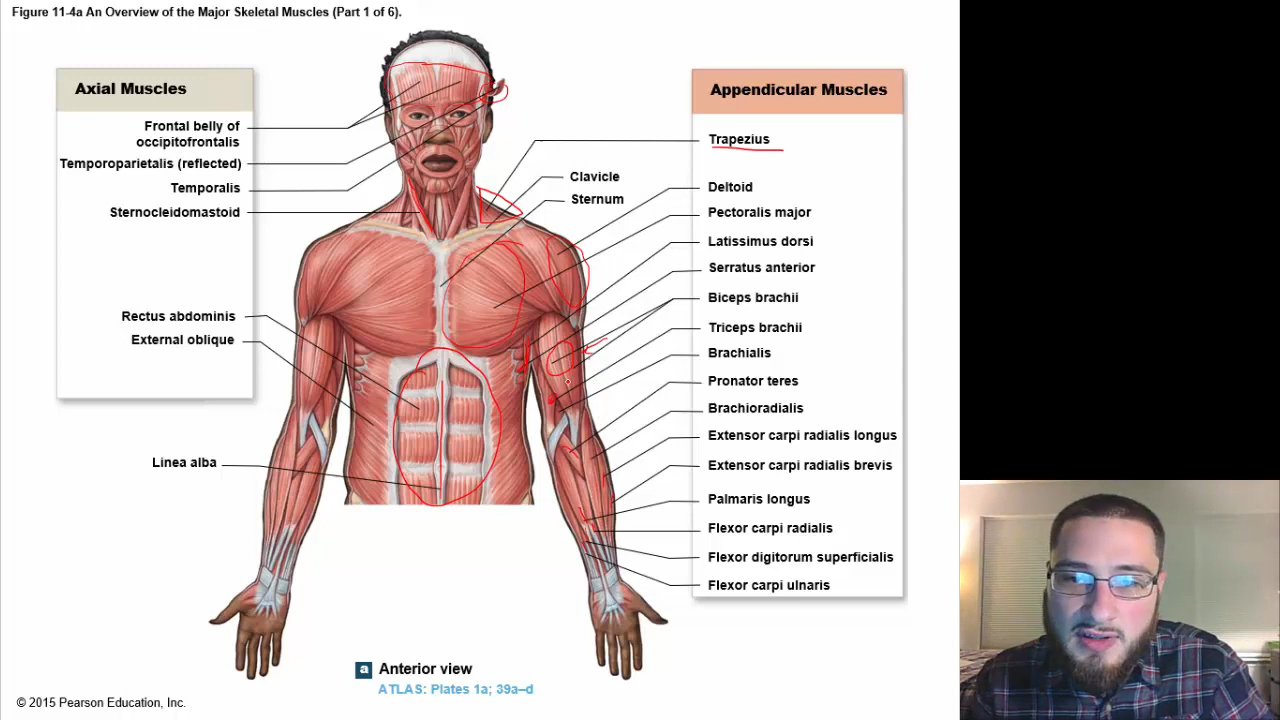 Figure 11-4a An Overview of the Major Skeletal Muscles (Part 1 of 6).
Axial Muscles
Frontal belly of
occipitofrontalis
Temporoparietalis (reflected)
Temporalis
Sternocleidomastoid
Rectus abdominis
External oblique
Linea alba
Clavicle
Sternum
Appendicular Muscles
Trapezius
Deltoid
Pectoralis major
Latissimus dorsi
Serratus anterior
Biceps brachii
Triceps brachii
Brachialis
Pronator teres
Brachioradialis
Extensor carpi radialis longus
Extensor carpi radialis brevis
Palmaris longus
Flexor carpi radialis
Flexor digitorum superficialis
Flexor carpi ulnaris
a Anterior view
ATLAS: Plates 1a; 39a–d
© 2015 Pearson Education, Inc.